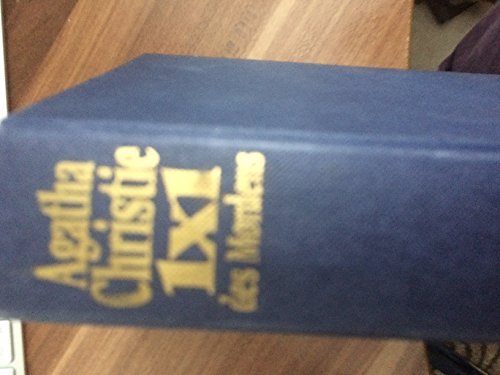 Agatha
Christie
1x1
des Mordens